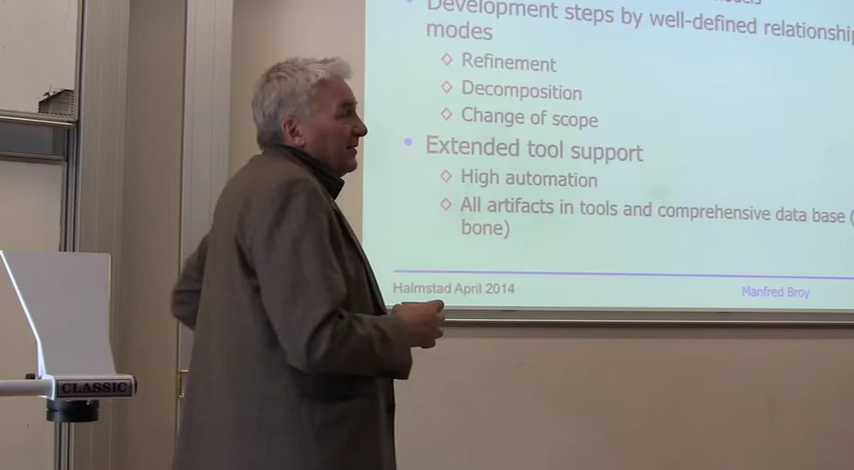 Development Steps by well-defined relationship
modes
Refinement
Decomposition
Change of scope
Extended tool support
High automation
All artifacts in tools and comprehensive data base (
bone)
Halmstad April 2014
Manfred Broy
CLASSIC